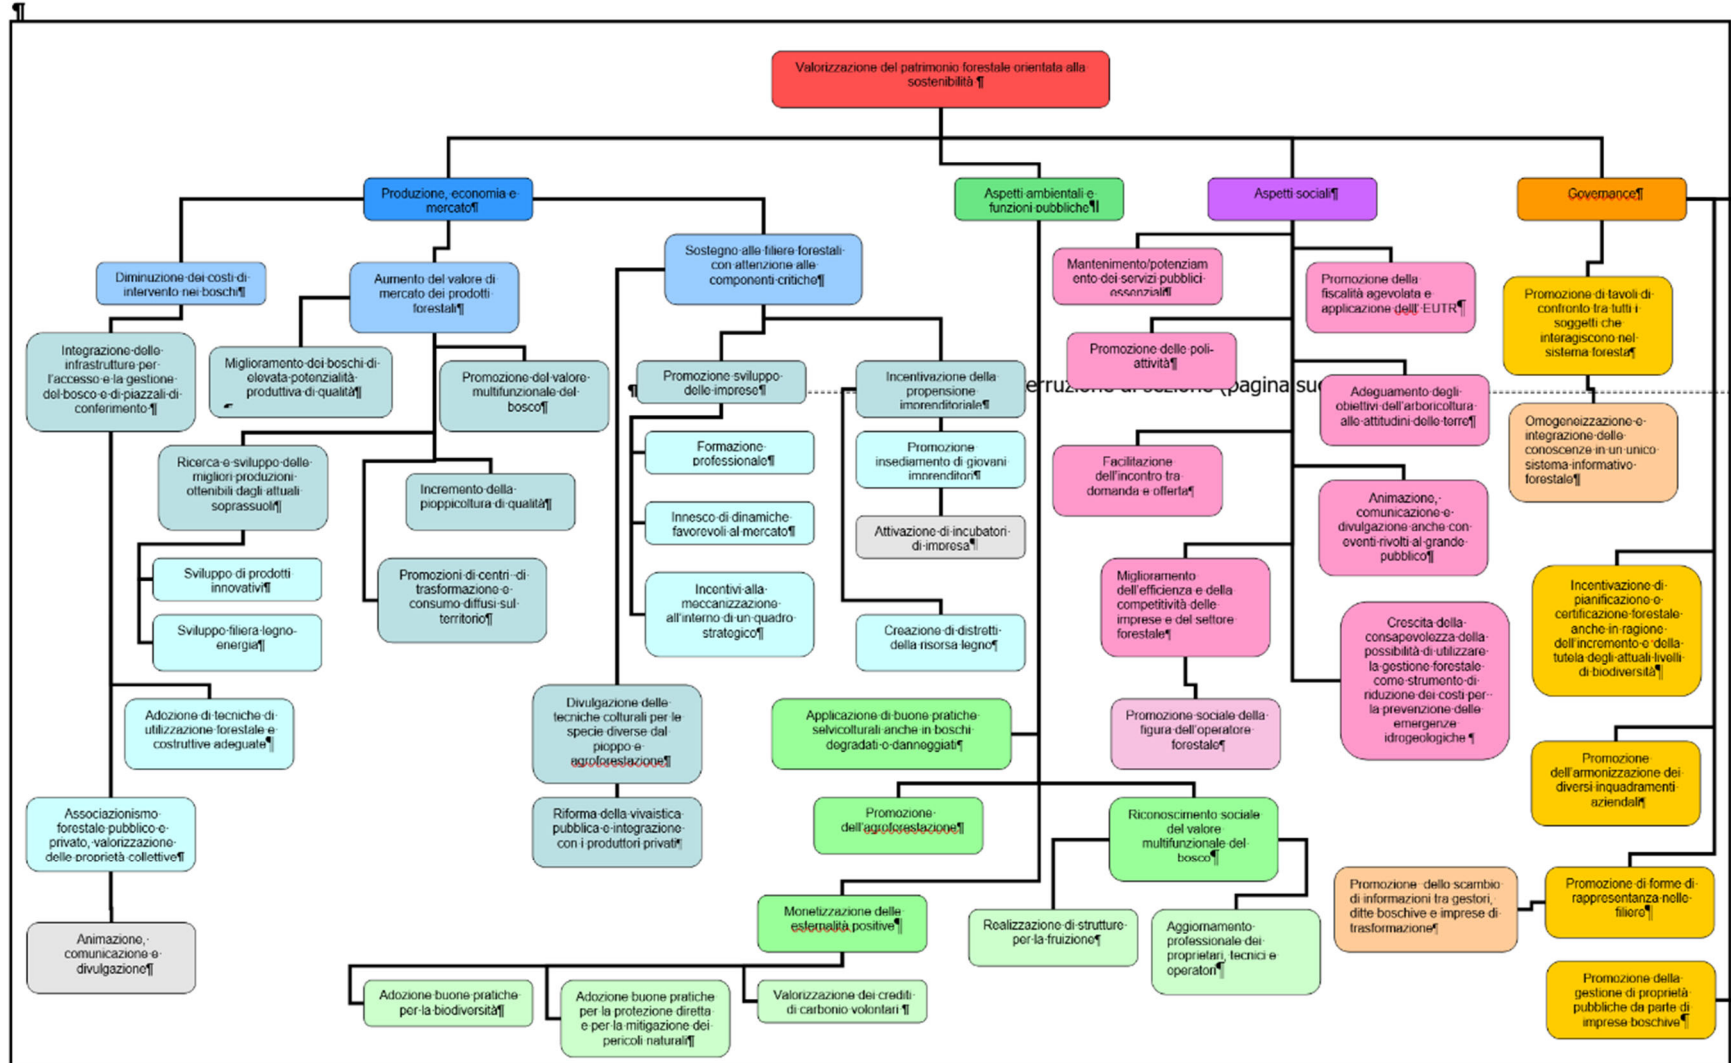 ¶
Valorizzazione del patrimonio forestale orientata alla
sostenibilità ¶
Produzione, economia e
mercato¶
Aspetti ambientali e
funzioni pubbliche¶
Aspetti sociali¶
Governance¶
Diminuzione dei costi di
intervento nei boschi¶
Aumento del valore di
mercato dei prodotti
forestali¶
Sostegno alle filiere forestali
con attenzione alle
componenti critiche¶
Mantenimento/potenziam
ento dei servizi pubblici
essenziali¶
Promozione della
fiscalità agevolata e
applicazione dell' EUTR¶
Promozione di tavoli di
confronto tra tutti i
soggetti che
interagiscono nel
sistema foresta¶
Integrazione delle
infrastrutture per
l'accesso e la gestione
del bosco e di piazzali di
conferimento ¶
Miglioramento dei boschi di
elevata potenzialità
produttiva di qualità¶
¶
Promozione del valore
multifunzionale del
bosco¶
Promozione sviluppo
delle imprese¶
Incentivazione della
propensione
imprenditoriale¶
Promozione delle poli-
attività¶
¶
erruzione di sezione (pagina suc
Adeguamento degli
obiettivi dell'arboricoltura
alle attitudini delle terre¶
Omogeneizzazione e
integrazione delle
conoscenze in un unico
sistema informativo
forestale¶
Ricerca e sviluppo delle
migliori produzioni
ottenibili dagli attuali
soprassuoli¶
Incremento della
pioppicoltura di qualità¶
Formazione
professionale¶
Promozione
insediamento di giovani
imprenditori¶
Facilitazione
dell'incontro tra
domanda e offerta¶
Animazione,
comunicazione e
divulgazione anche con
eventi rivolti al grande
pubblico¶
Innesco di dinamiche
favorevoli al mercato¶
Attivazione di incubatori
di impresa¶
Sviluppo di prodotti
innovativi¶
Promozioni di centri di
trasformazione e
consumo diffusi sul
territorio¶
Incentivi alla
meccanizzazione
all'interno di un quadro
strategico¶
Miglioramento
dell'efficienza e della
competitività delle
imprese e del settore
forestale¶
Incentivazione di
pianificazione e
certificazione forestale
anche in ragione
dell'incremento e della
tutela degli attuali livelli
di biodiversità¶
Sviluppo filiera legno-
energia¶
Creazione di distretti
della risorsa legno¶
Crescita della
consapevolezza della
possibilità di utilizzare
la gestione forestale
come strumento di
riduzione dei costi per
la prevenzione delle
emergenze
idrogeologiche ¶
Adozione di tecniche di
utilizzazione forestale e
costruttive adeguate¶
Divulgazione delle
tecniche colturali per le
specie diverse dal
pioppo e
agroforestazione¶
Applicazione di buone pratiche
selvicolturali anche in boschi
degradati o danneggiati¶
Promozione sociale della
figura dell'operatore
forestale¶
Promozione
dell'armonizzazione dei
diversi inquadramenti
aziendali¶
Associazionismo
forestale pubblico e
privato, valorizzazione
delle proprietà collettive¶
Riforma della vivaistica
pubblica e integrazione
con i produttori privati¶
Promozione
dell'agroforestazione¶
Riconoscimento sociale
del valore
multifunzionale del
bosco¶
Promozione dello scambio
di informazioni tra gestori,
ditte boschive e imprese di
trasformazione¶
Promozione di forme di
rappresentanza nelle
filiere¶
Animazione,
comunicazione e
divulgazione¶
Monetizzazione delle
esternalità positive¶
Realizzazione di strutture
per la fruizione¶
Aggiornamento
professionale dei
proprietari, tecnici e
operatori¶
Adozione buone pratiche
per la biodiversità¶
Adozione buone pratiche
per la protezione diretta
e per la mitigazione dei
pericoli naturali¶
Valorizzazione dei crediti
di carbonio volontari ¶
Promozione della
gestione di proprietà
pubbliche da parte di
imprese boschive¶